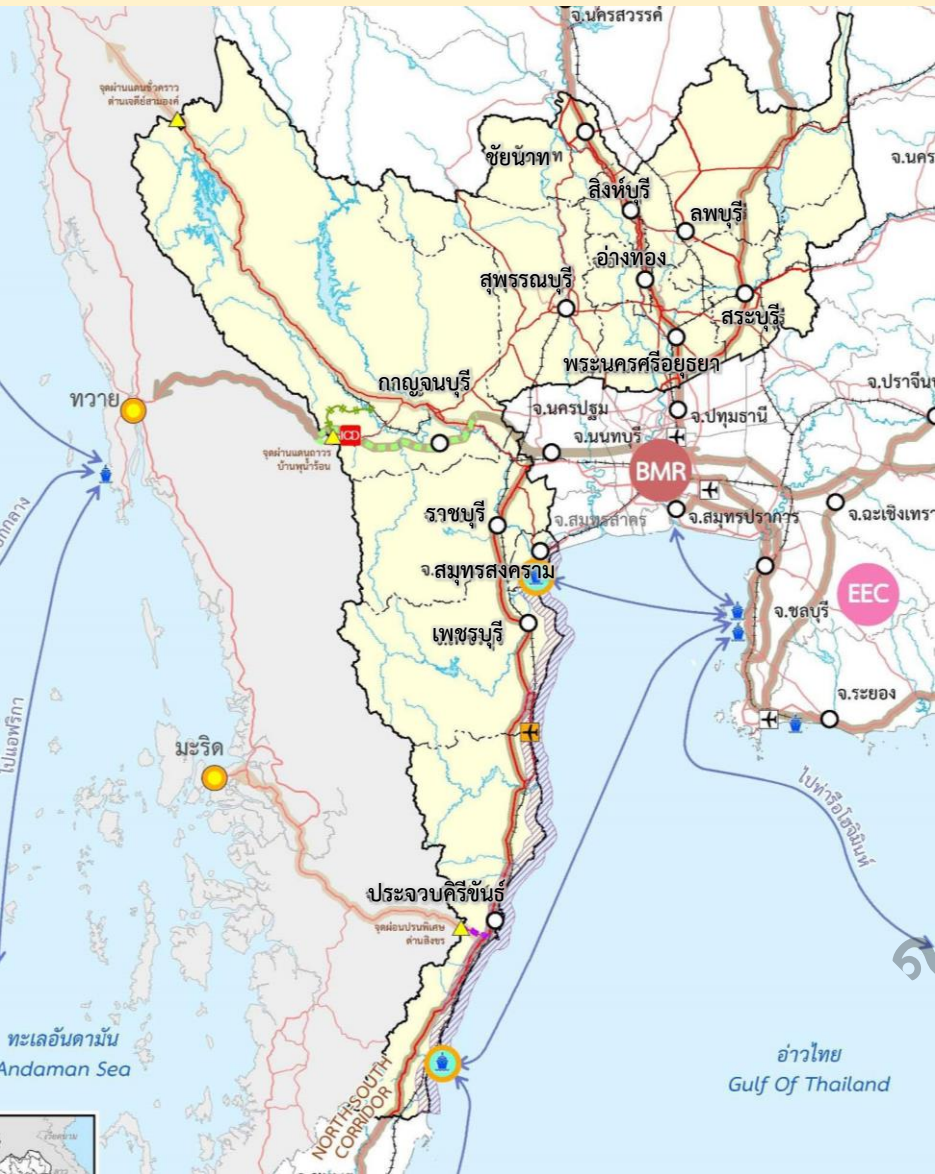 จ.นครสวรรค์
จุดผ่านแดนชั่วคราว
ด่านเจดีย์สามองค์
ชัยนาท
จ.นคร
สิงห์บุรี
ลพบุรี
อ่างทอง
สุพรรณบุรี
สระบุรี
พระนครศรีอยุธยา
กาญจนบุรี
จ.ปราจีน
ทวาย
จ.นครปฐม
จ.ปทุมธานี
จ.นนทบุรี
ICD
จุดผ่านแดนถาวร
บ้านพุน้ำร้อน
BMR
ราชบุรี
จ.สมุทรสาคร
จ.สมุทรปราการ
จ.ฉะเชิงเทรา
สมุทรสงคราม
EEC
จ.ชลบุรี
เพชรบุรี
จ.ระยอง
ไปแอฟริกา
มะริด
ไปท่าเรือโฮจิมินห์
ประจวบคิรีขันธ์
จุดผ่อนปรนพิเศษ
ด่านสิงขร
ทะเลอันดามัน
Andaman Sea
อ่าวไทย
Gulf Of Thailand
NORTH-SOUTH
CORRIDOR